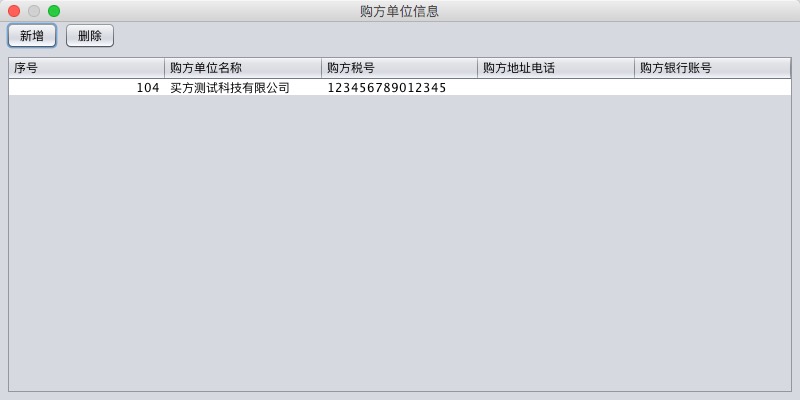 购方单位信息
新增 删除
序号 购方单位名称 购方税号 购方地址电话 购方银行账号
104 买方测试科技有限公司 123456789012345